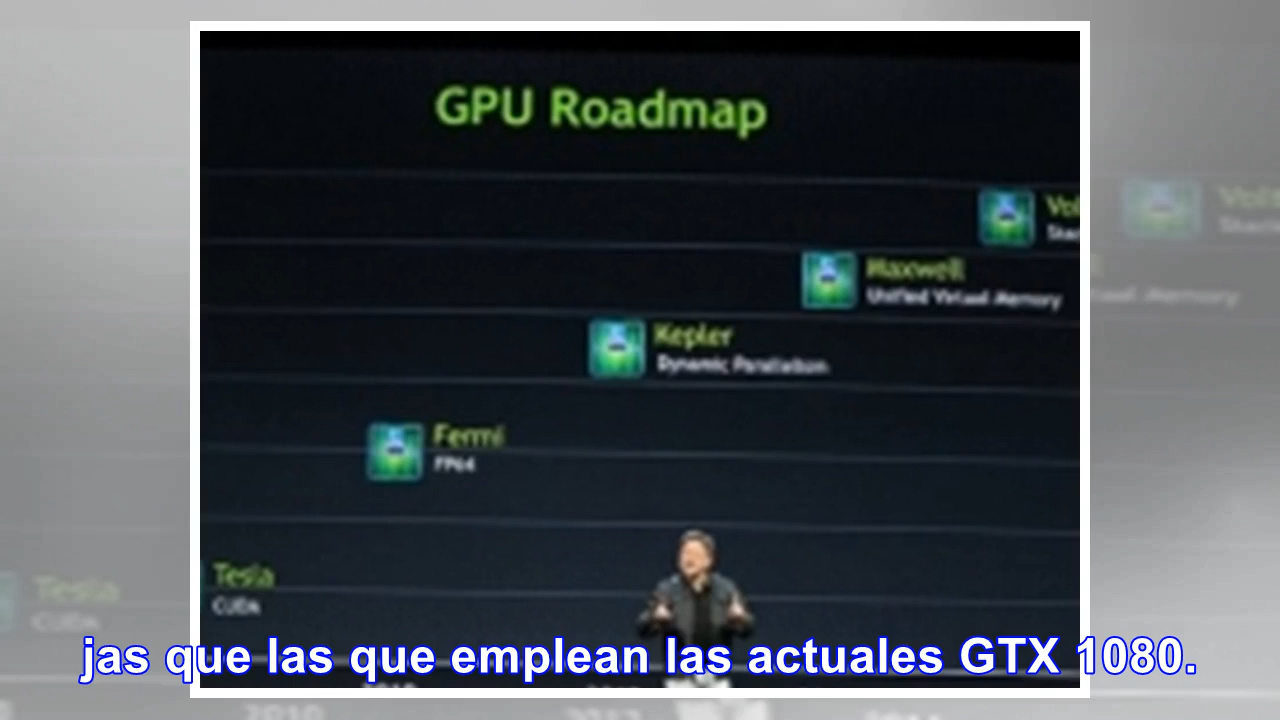 GPU Roadmap
Maxwell
Unified Virtual Memory
Kepler
Dynamic Parallelism
Fermi
FP64
Tesla
CUDA
jas que las que emplean las actuales GTX 1080.